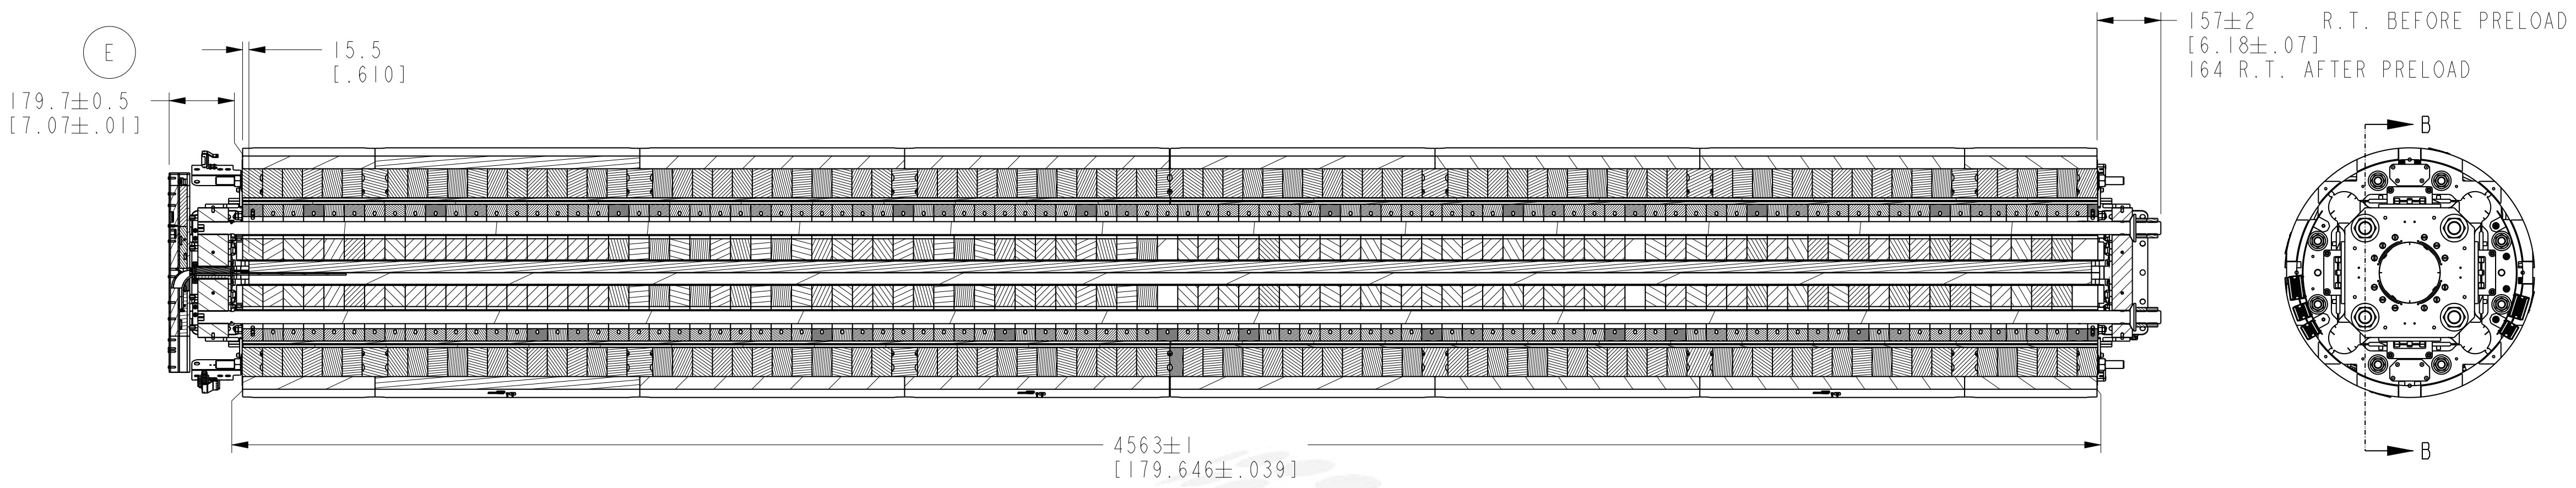 E
15.5
[.610]
179.7±0.5
[7.07±.01]
157±2 R.T. BEFORE PRELOAD
[6.18±.07]
164 R.T. AFTER PRELOAD
B
B
4563±1
[179.646±.039]